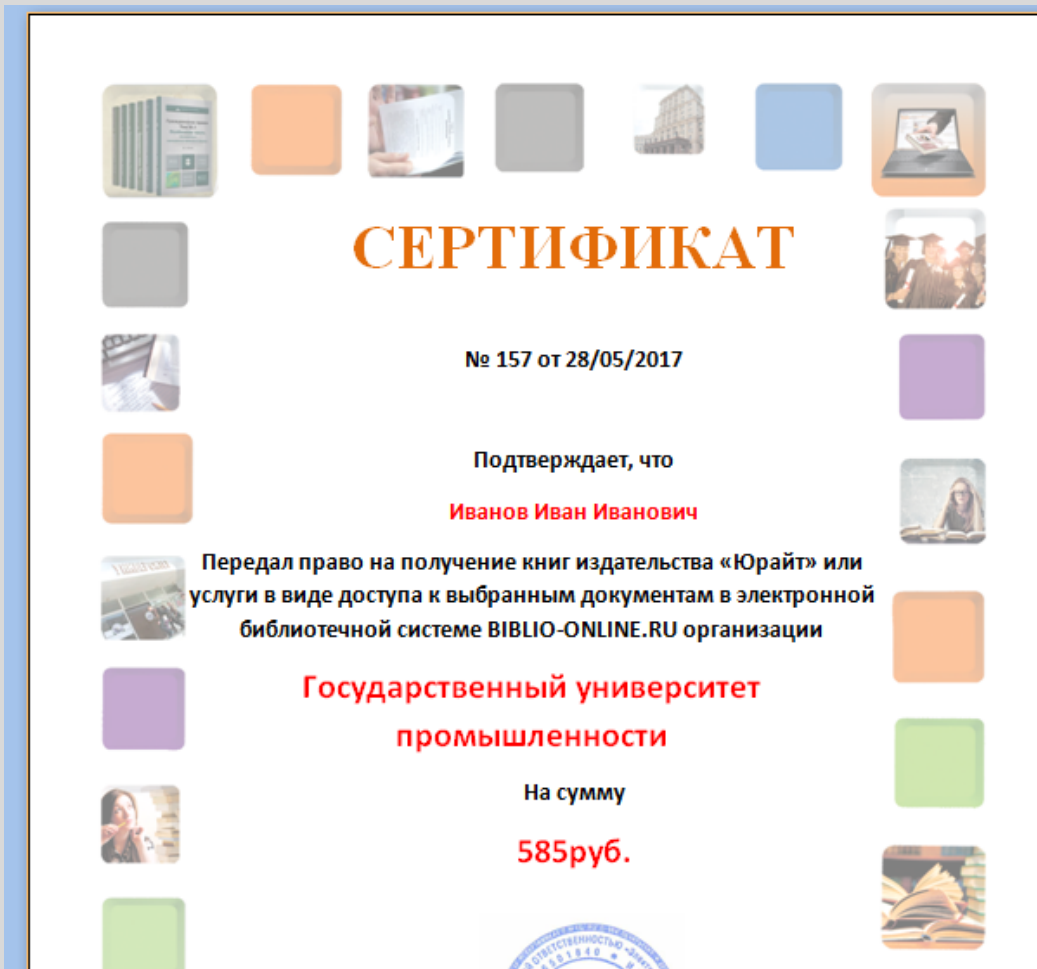 СЕРТИФИКАТ
№ 157 от 28/05/2017
Подтверждает, что
Иванов Иван Иванович
Передал право на получение книг издательства «Юрайт» или
услуги в виде доступа к выбранным документам в электронной
библиотечной системе BIBLIO-ONLINE.RU организации
Государственный университет
промышленности
На сумму
585руб.
ОТВЕТСТВЕННОСТЬЮ